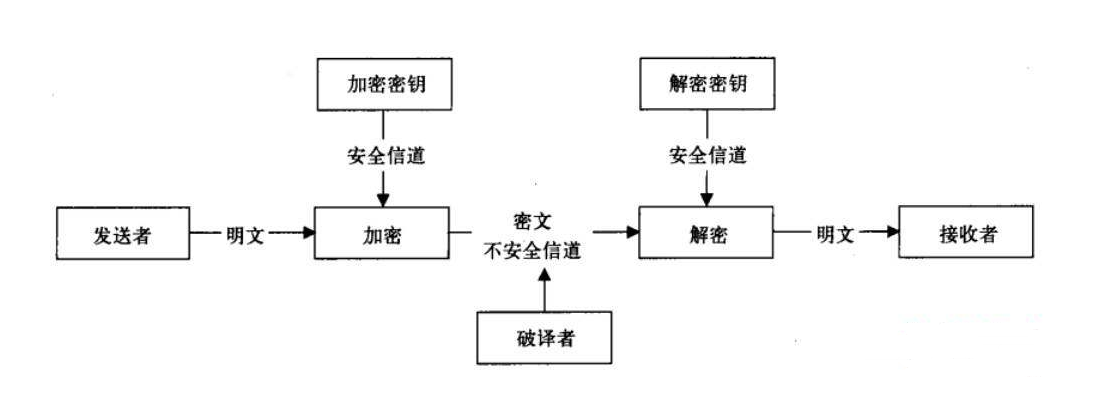 加密密钥
解密密钥
安全信道
安全信道
发送者
明文
加密
密文
不安全信道
解密
明文
接收者
破译者